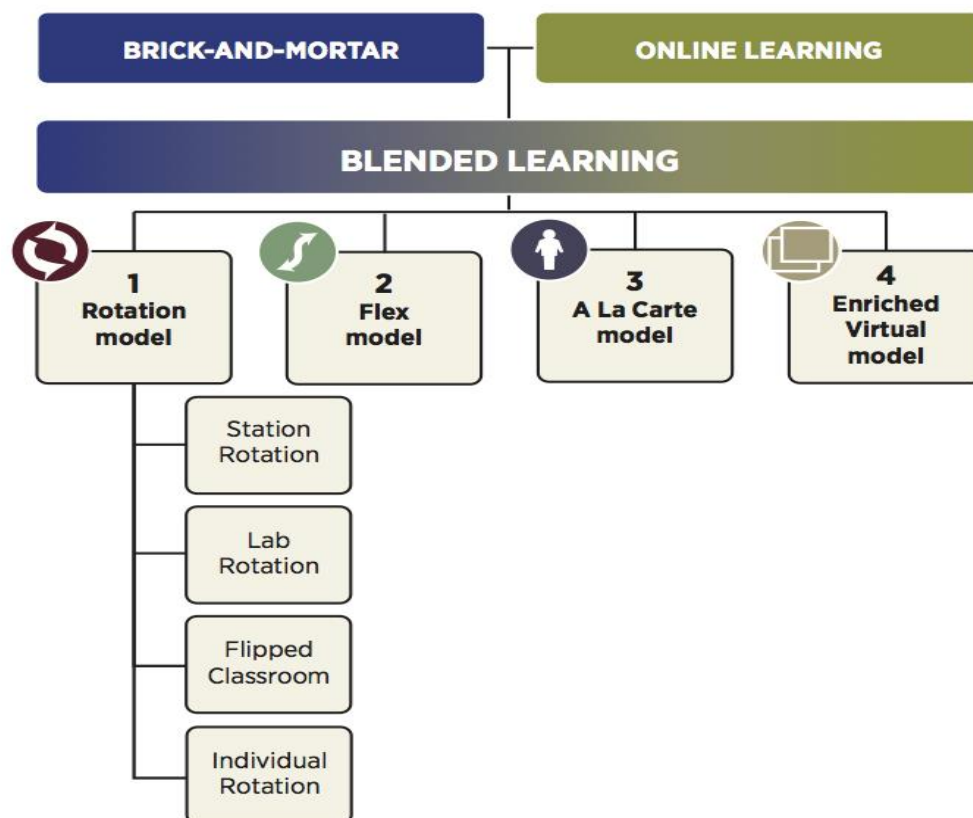 BRICK-AND-MORTAR
ONLINE LEARNING
BLENDED LEARNING
1
Rotation
model
2
Flex
model
3
A La Carte
model
4
Enriched
Virtual
model
Station
Rotation
Lab
Rotation
Flipped
Classroom
Individual
Rotation